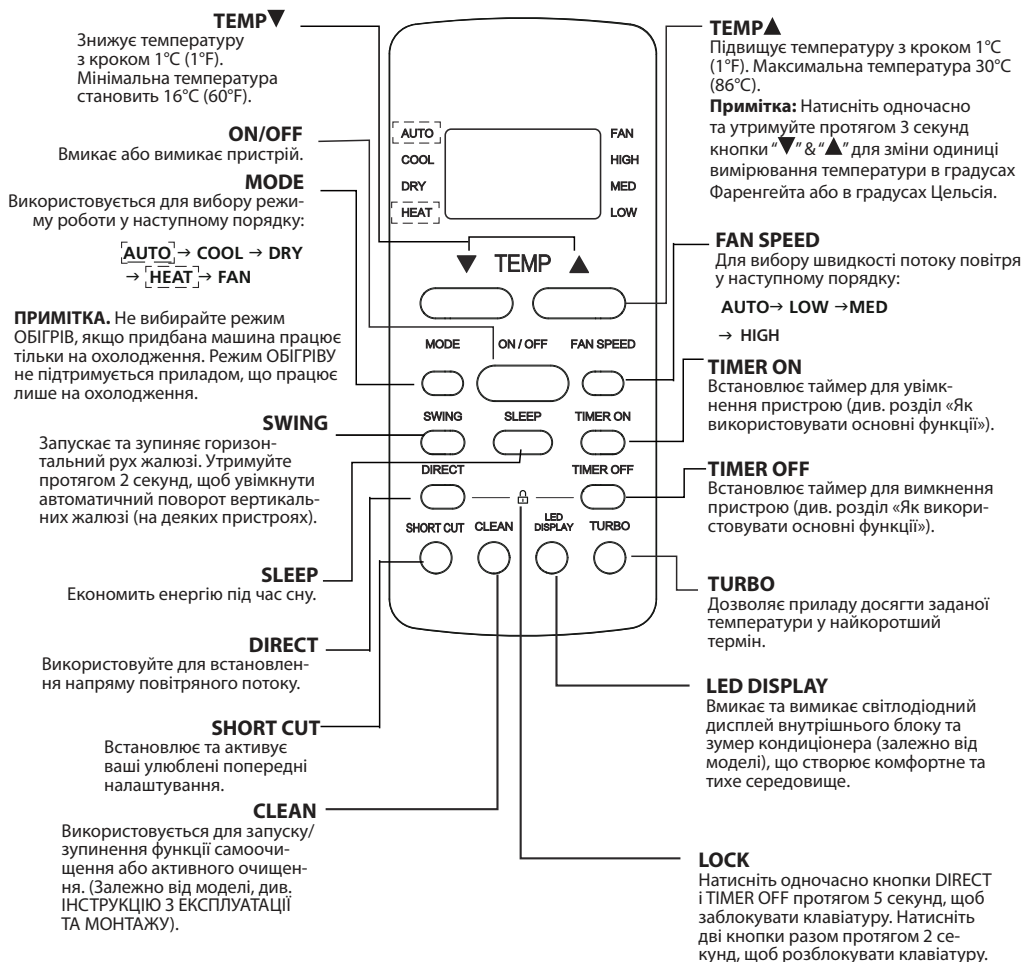 TEMP▼
Знижує температуру
з кроком 1°C (1°F).
Мінімальна температура
становить 16°C (60°F).
ON/OFF
Вмикає або вимикає пристрій.
MODE
Використовується для вибору режи-
му роботи у наступному порядку:
AUTO → COOL → DRY
→ HEAT → FAN
ПРИМІТКА. Не вибирайте режим
ОБІГРІВ, якщо придбана машина працює
тільки на охолодження. Режим ОБІГРІВУ
не підтримується приладом, що працює
лише на охолодження.
SWING
Запускає та зупиняє горизон-
тальний рух жалюзі. Утримуйте
протягом 2 секунд, щоб увімкнути
автоматичний поворот вертикаль-
них жалюзі (на деяких пристроях).
SLEEP
Економить енергію під час сну.
DIRECT
Використовуйте для встановлен-
ня напряму повітряного потоку.
SHORT CUT
Встановлює та активує
ваші улюблені попередні
налаштування.
CLEAN
Використовується для запуску/
зупинення функції самоочи-
щення або активного очищен-
ня. (Залежно від моделі, див.
ІНСТРУКЦІЮ З ЕКСПЛУАТАЦІЇ
ТА МОНТАЖУ).
AUTO
COOL
DRY
HEAT
FAN
HIGH
MED
LOW
▼ TEMP ▲
MODE ON / OFF FAN SPEED
SWING SLEEP TIMER ON
DIRECT TIMER OFF
SHORT CUT CLEAN LED DISPLAY TURBO
TEMP▲
Підвищує температуру з кроком 1°C
(1°F). Максимальна температура 30°C
(86°C).
Примітка: Натисніть одночасно
та утримуйте протягом 3 секунд
кнопки “▼” & “▲” для зміни одиниці
вимірювання температури в градусах
Фаренгейта або в градусах Цельсія.
FAN SPEED
Для вибору швидкості потоку повітря
у наступному порядку:
AUTO→ LOW →MED
→ HIGH
TIMER ON
Встановлює таймер для увімк-
нення пристрою (див. розділ «Як
використовувати основні функції»).
TIMER OFF
Встановлює таймер для вимкнення
пристрою (див. розділ «Як викори-
стовувати основні функції»).
TURBO
Дозволяє приладу досягти заданої
температури у найкоротший
термін.
LED DISPLAY
Вмикає та вимикає світлодіодний
дисплей внутрішнього блоку та
зумер кондиціонера (залежно від
моделі), що створює комфортне та
тихе середовище.
LOCK
Натисніть одночасно кнопки DIRECT
і TIMER OFF протягом 5 секунд, щоб
заблокувати клавіатуру. Натисніть
дві кнопки разом протягом 2 се-
кунд, щоб розблокувати клавіатуру.